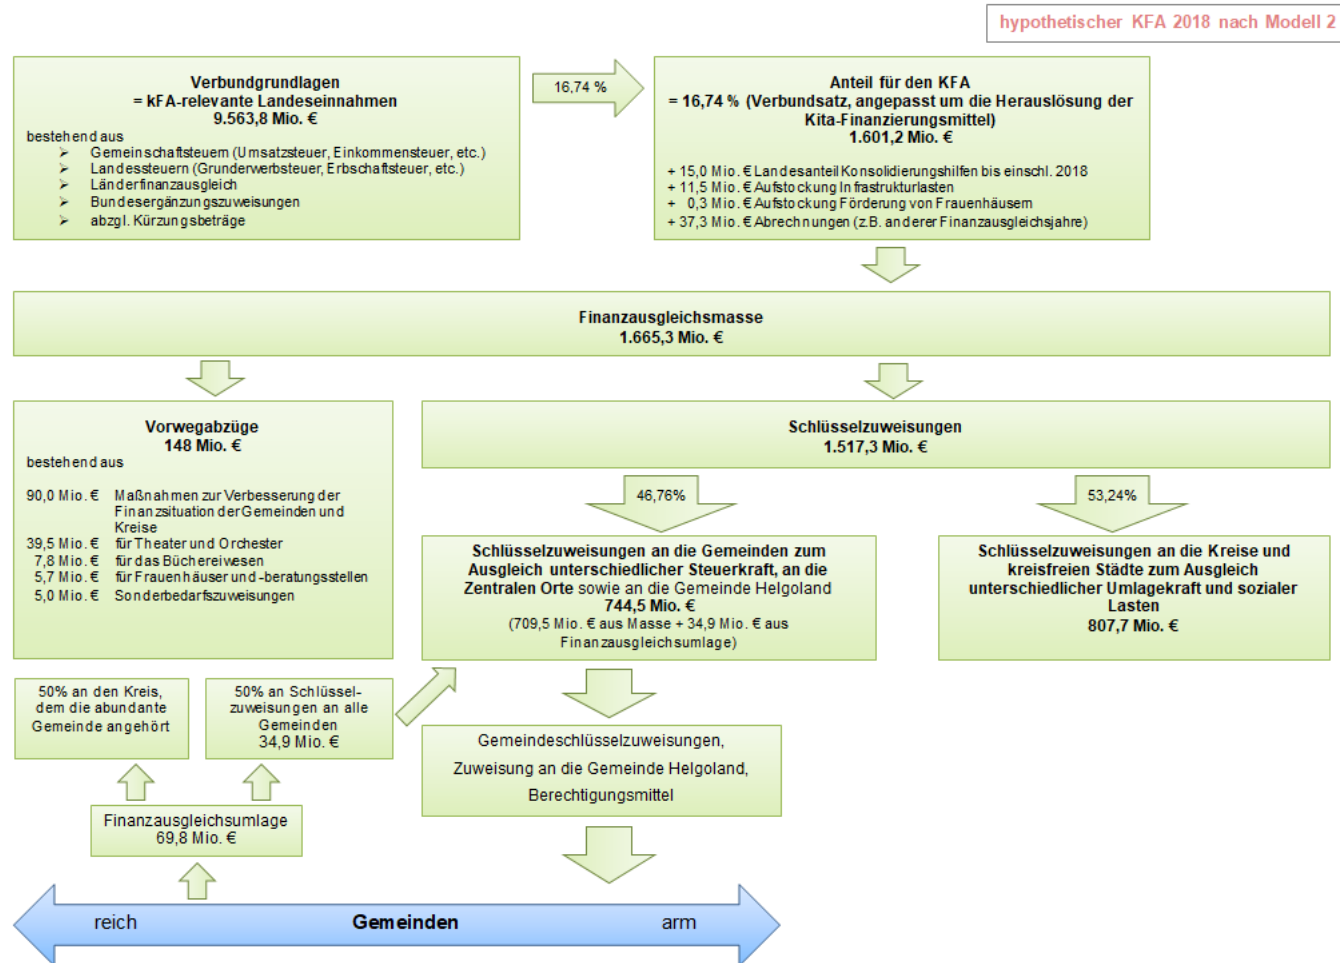 hypothetischer KFA 2018 nach Modell 2
Verbundgrundlagen
= kFA-relevante Landeseinnahmen
9.563,8 Mio. €
bestehend aus
➢ Gemeinschaftsteuern (Umsatzsteuer, Einkommensteuer, etc.)
➢ Landessteuern (Grunderwerbsteuer, Erbschaftsteuer, etc.)
➢ Länderfinanzausgleich
➢ Bundesergänzungszuweisungen
➢ abzgl. Kürzungsbeträge
16,74 %
Anteil für den KFA
= 16,74 % (Verbundsatz, angepasst um die Herauslösung der
Kita-Finanzierungsmittel)
1.601,2 Mio. €
+ 15,0 Mio. € Landesanteil Konsolidierungshilfen bis einschl. 2018
+ 11,5 Mio. € Aufstockung Infrastrukturlasten
+ 0,3 Mio. € Aufstockung Förderung von Frauenhäusern
+ 37,3 Mio. € Abrechnungen (z.B. anderer Finanzausgleichsjahre)
Finanzausgleichsmasse
1.665,3 Mio. €
Vorwegabzüge
148 Mio. €
bestehend aus
90,0 Mio. € Maßnahmen zur Verbesserung der
Finanzsituation der Gemeinden und
Kreise
39,5 Mio. € für Theater und Orchester
7,8 Mio. € für das Büchereiwesen
5,7 Mio. € für Frauenhäuser und -beratungsstellen
5,0 Mio. € Sonderbedarfszuweisungen
Schlüsselzuweisungen
1.517,3 Mio. €
46,76%
53,24%
Schlüsselzuweisungen an die Gemeinden zum
Ausgleich unterschiedlicher Steuerkraft, an die
Zentralen Orte sowie an die Gemeinde Helgoland
744,5 Mio. €
(709,5 Mio. € aus Masse + 34,9 Mio. € aus
Finanzausgleichsumlage)
Schlüsselzuweisungen an die Kreise und
kreisfreien Städte zum Ausgleich
unterschiedlicher Umlagekraft und sozialer
Lasten
807,7 Mio. €
50% an den Kreis,
dem die abundante
Gemeinde angehört
50% an Schlüssel-
zuweisungen an alle
Gemeinden
34,9 Mio. €
Gemeindeschlüsselzuweisungen,
Zuweisung an die Gemeinde Helgoland,
Berechtigungsmittel
Finanzausgleichsumlage
69,8 Mio. €
reich Gemeinden arm